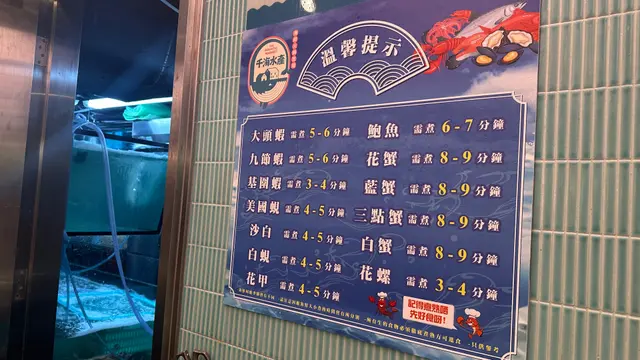 千海水產
溫馨提示
大頭蝦 需煮 5-6 分鐘
九節蝦 需煮 5-6 分鐘
基圍蝦 需煮 3-4 分鐘
美國蜆 需煮 4-5 分鐘
沙白 需煮 4-5 分鐘
白蜆 需煮 4-5 分鐘
花甲 需煮 4-5 分鐘
鮑魚 需煮 6-7 分鐘
花蟹 需煮 8-9 分鐘
藍蟹 需煮 8-9 分鐘
三點蟹 需煮 8-9 分鐘
白蟹 需煮 8-9 分鐘
花螺 需煮 3-4 分鐘
記得煮熟晒
先好食呀!